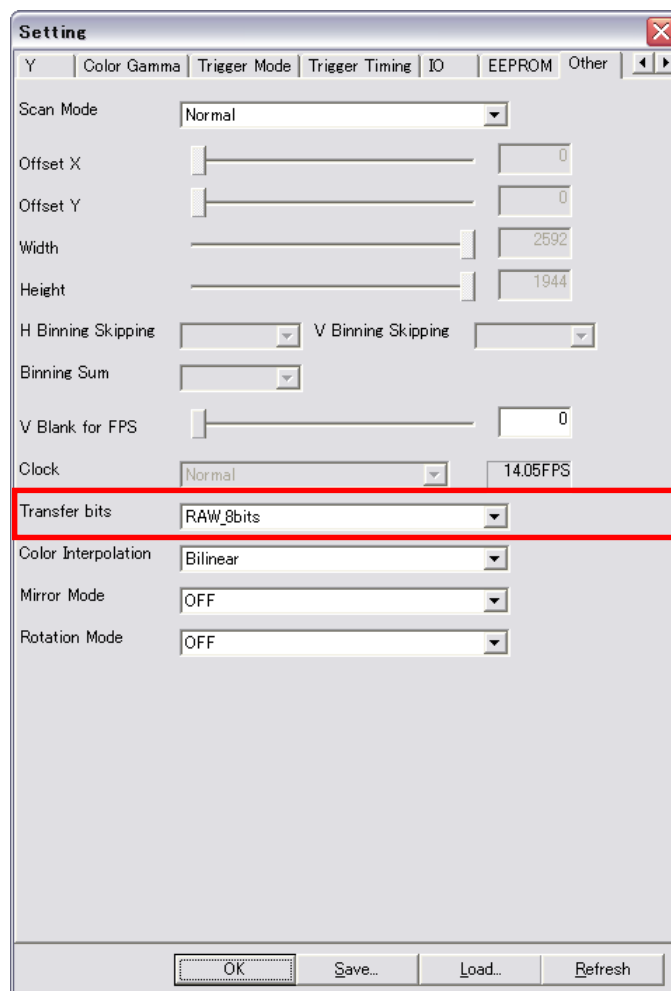 Setting
Y Color Gamma Trigger Mode Trigger Timing IO EEPROM Other
Scan Mode Normal
Offset X 0
Offset Y 0
Width 2592
Height 1944
H Binning Skipping V Binning Skipping
Binning Sum
V Blank for FPS 0
Clock Normal 14.05FPS
Transfer bits RAW_8bits
Color Interpolation Bilinear
Mirror Mode OFF
Rotation Mode OFF
OK Save... Load... Refresh